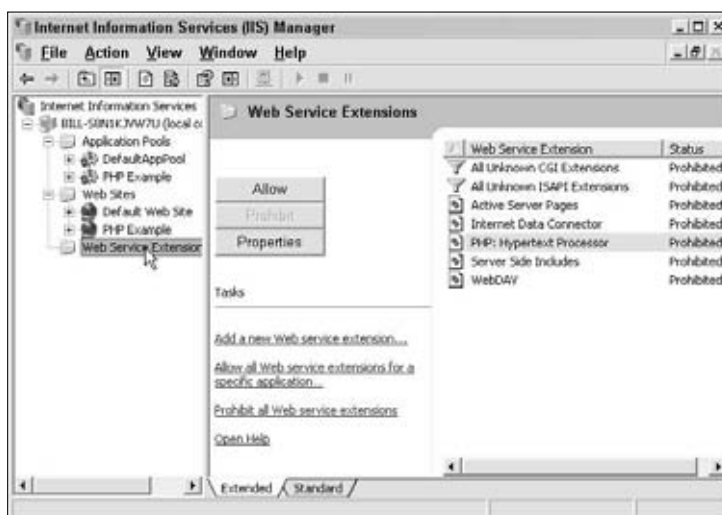 Internet Information Services (IIS) Manager
File Action View Window Help
Internet Information Services
(local c
Application Pools
DefaultAppPool
PHP Example
Web Sites
Default Web Site
PHP Example
Web Service Extension
Web Service Extensions
Allow
Prohibit
Properties
Tasks
Add a new Web service extension...
Allow all Web service extensions for a
specific application...
Prohibit all Web service extensions
Open Help
Web Service Extension Status
All Unknown CGI Extensions Prohibited
All Unknown ISAPI Extensions Prohibited
Active Server Pages Prohibited
Internet Data Connector Prohibited
PHP: Hypertext Processor Prohibited
Server Side Includes Prohibited
WebDAV Prohibited
Extended Standard